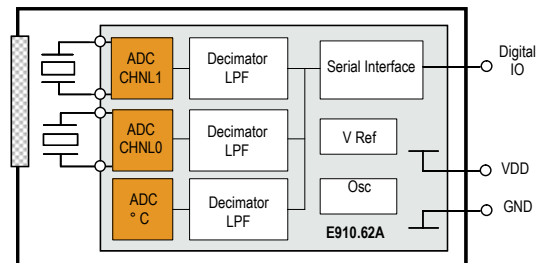 ADC
CHNL1
Decimator
LPF
Serial Interface
Digital
IO
ADC
CHNL0
Decimator
LPF
V Ref
VDD
ADC
° C
Decimator
LPF
Osc
GND
E910.62A